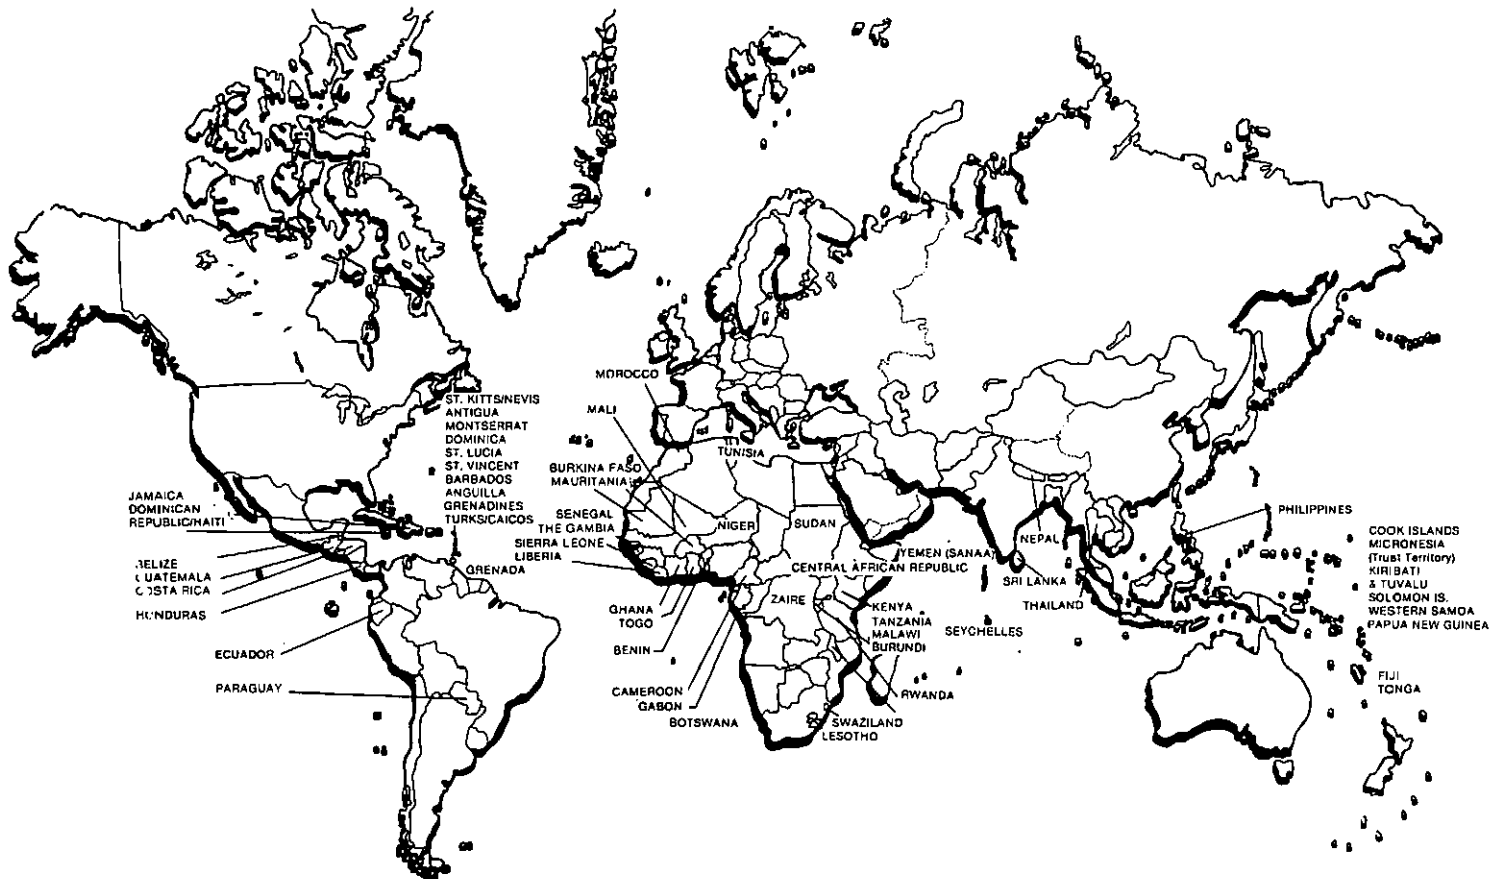 ST. KITTS/NEVIS
ANTIGUA
MONTSERRAT
DOMINICA
ST. LUCIA
ST. VINCENT
BARBADOS
ANGUILLA
GRENADINES
TURKS/CAICOS
JAMAICA
DOMINICAN
REPUBLIC/HAITI
ELIZE
UATEMALA
C STA RICA
HUNDURAS
GRENADA
ECUADOR
PARAGUAY
MOROCCO
MALI
TUNISIA
BURKINA FASO
MAURITANIA
SENEGAL
THE GAMBIA
SIERRA LEONE
LIBERIA
NIGER
SUDAN
YEMEN (SANAA)
CENTRAL AFRICAN REPUBLIC
ZAIRE
GHANA
TOGO
BENIN
CAMEROON
GABON
BOTSWANA
KENYA
TANZANIA
MALAWI
BURUNDI
RWANDA
SWAZILAND
LESOTHO
SEYCHELLES
NEPAL
SRI LANKA
THAILAND
PHILIPPINES
COOK ISLANDS
MICRONESIA
(Trust Territory)
KIRIBATI
& TUVALU
SOLOMON IS.
WESTERN SAMOA
PAPUA NEW GUINEA
FIJI
TONGA